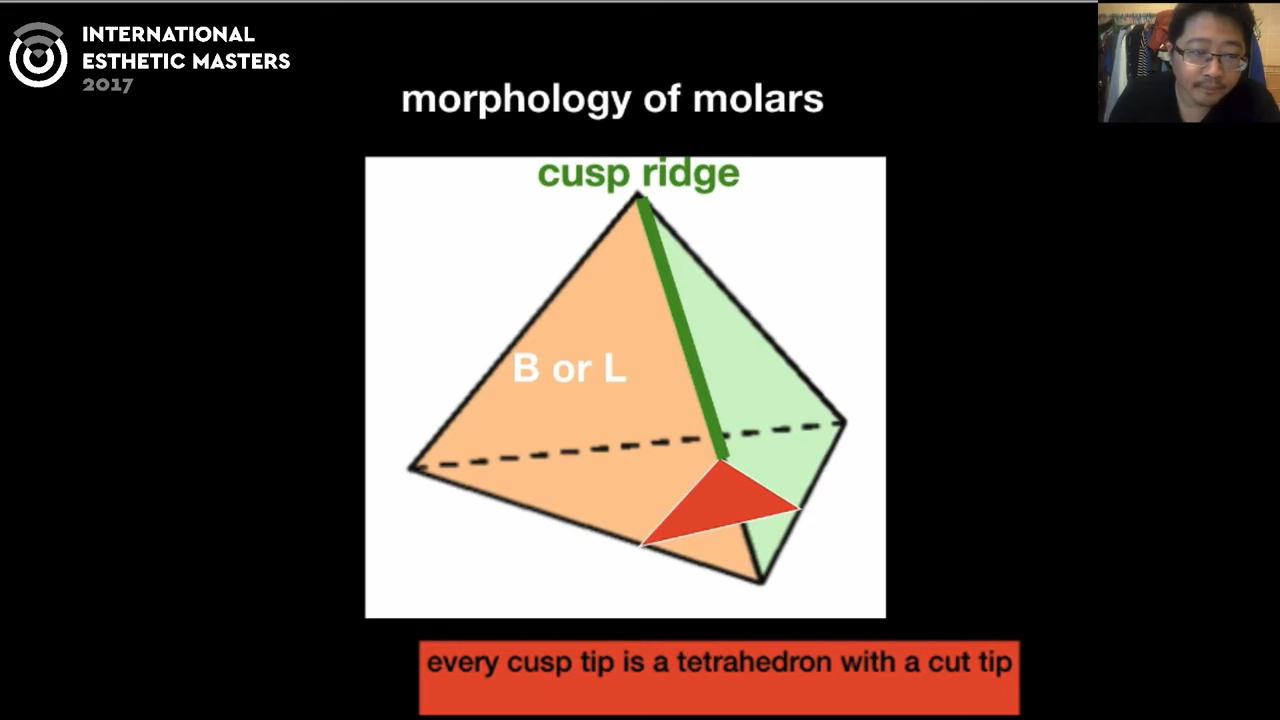 INTERNATIONAL
ESTHETIC MASTERS
2017
morphology of molars
cusp ridge
B or L
every cusp tip is a tetrahedron with a cut tip